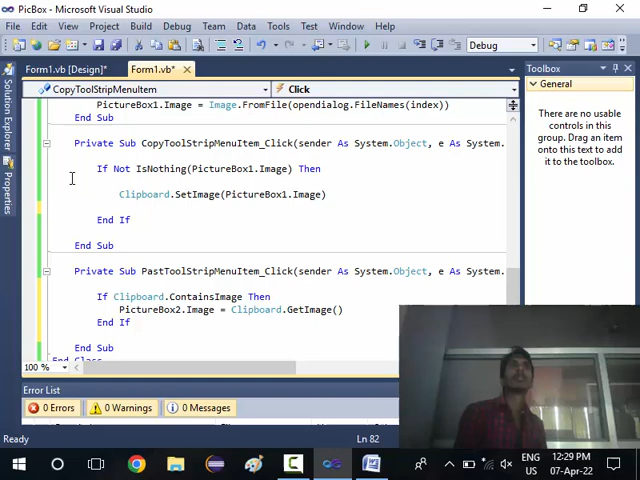 PicBox - Microsoft Visual Studio
File Edit View Project Build Debug Team Data Tools Test Window Help
Debug
Form1.vb [Design]* Form1.vb*
CopyToolStripMenuItem Click
PictureBox1.Image = Image.FromFile(opendialog.FileNames(index))
End Sub
Private Sub CopyToolStripMenuItem_Click(sender As System.Object, e As System.
If Not IsNothing(PictureBox1.Image) Then
Clipboard.SetImage(PictureBox1.Image)
End If
End Sub
Private Sub PastToolStripMenuItem_Click(sender As System.Object, e As System.
If Clipboard.ContainsImage Then
PictureBox2.Image = Clipboard.GetImage()
End If
End Sub
End Class
100 %
Solution Explorer
Properties
Toolbox
General
There are no usable
controls in this
group. Drag an item
onto this text to add
it to the toolbox.
Error List
0 Errors 0 Warnings 0 Messages
Ready Ln 82
ENG 12:29 PM
US 07-Apr-22